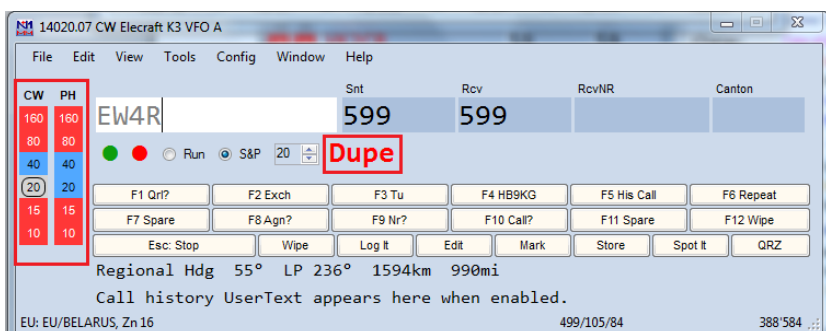 14020.07 CW Elecraft K3 VFO A
File Edit View Tools Config Window Help
CW PH Snt Rcv RcvNR Canton
160 160 EW4R 599 599
80 80
40 40 Run S&P 20 Dupe
20 20
15 15
10 10
F1 Qrl? F2 Exch F3 Tu F4 HB9KG F5 His Call F6 Repeat
F7 Spare F8 Agn? F9 Nr? F10 Call? F11 Spare F12 Wipe
Esc: Stop Wipe Log It Edit Mark Store Spot It QRZ
Regional Hdg 55° LP 236° 1594km 990mi
Call history UserText appears here when enabled.
EU: EU/BELARUS, Zn 16 499/105/84 388'584